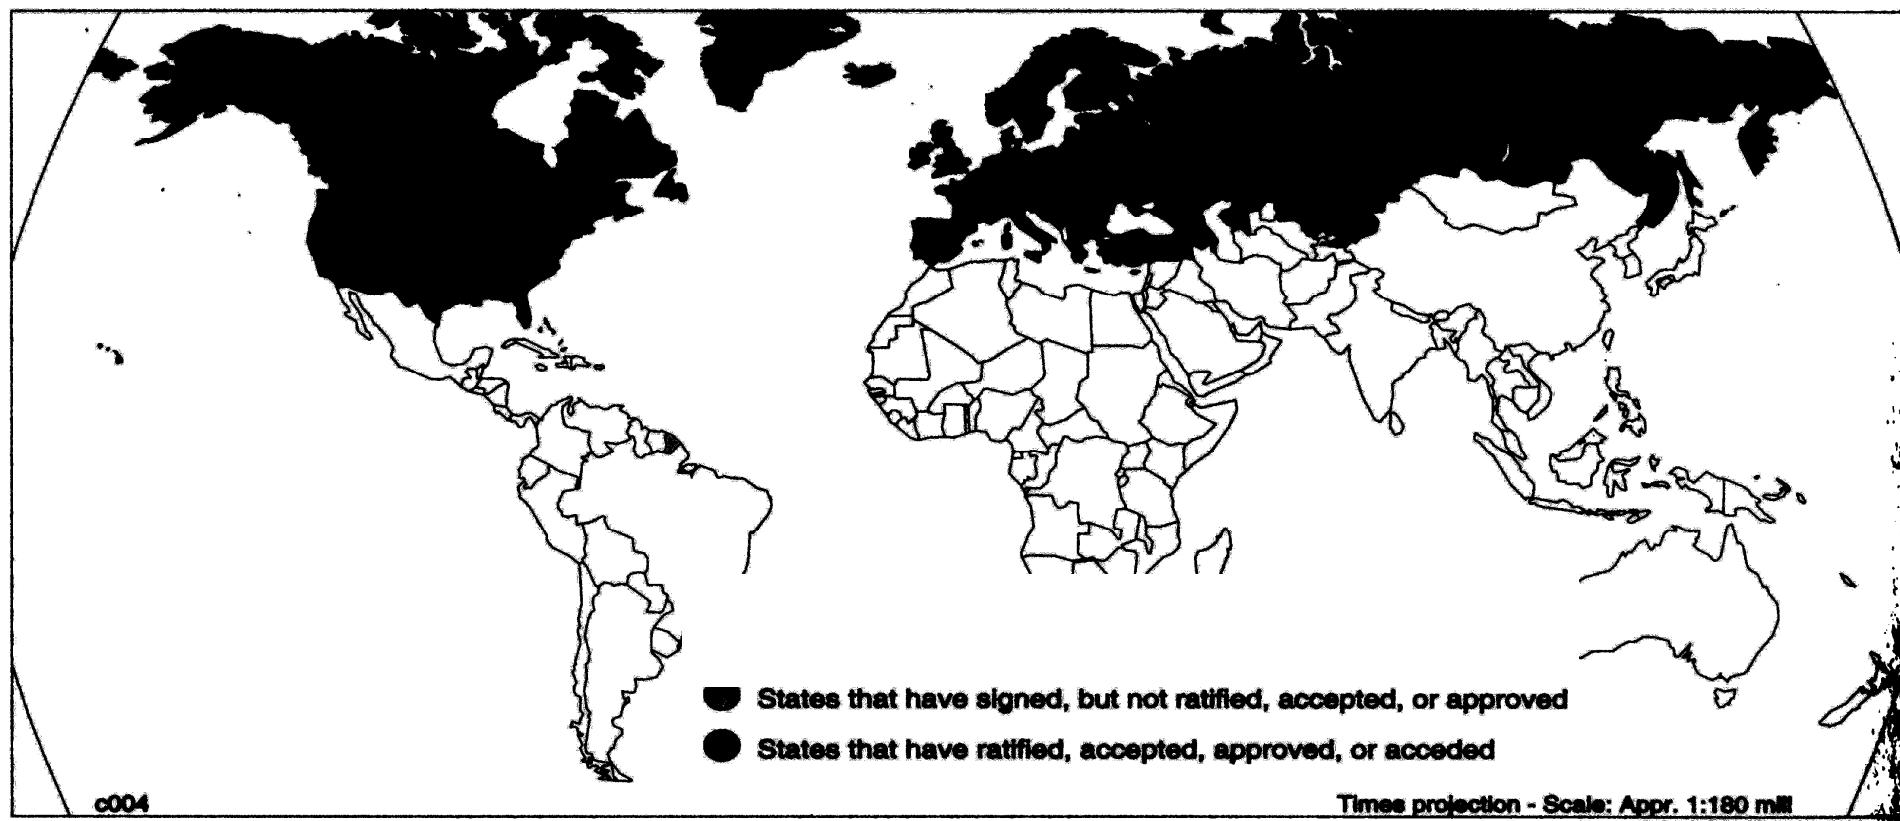 States that have signed, but not ratified, accepted, or approved
States that have ratified, accepted, approved, or acceded
c004
Times projection - Scale: Appr. 1:180 mill